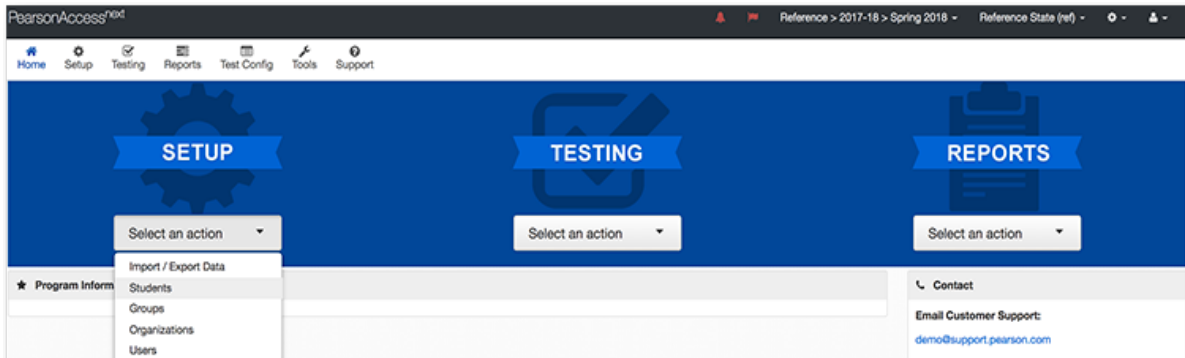 PearsonAccessnext Reference > 2017-18 > Spring 2018 Reference State (ref)
Home Setup Testing Reports Test Config Tools Support
SETUP TESTING REPORTS
Select an action Select an action Select an action
Import / Export Data
Program Inform Students Contact
Groups
Email Customer Support:
Organizations
demo@support.pearson.com
Users